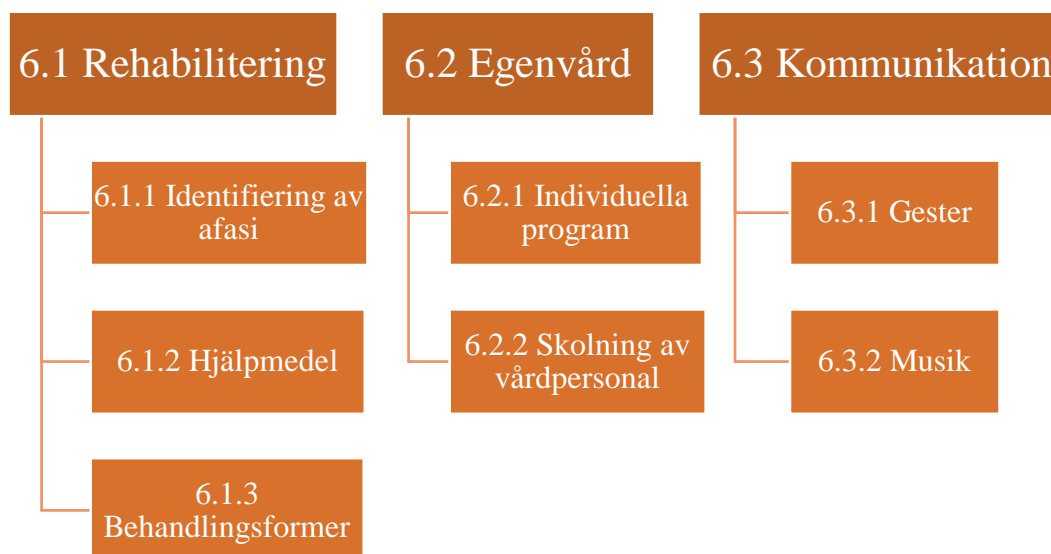 6.1 Rehabilitering
6.1.1 Identifiering av
afasi
6.1.2 Hjälpmedel
6.1.3
Behandlingsformer
6.2 Egenvård
6.2.1 Individuella
program
6.2.2 Skolning av
vårdpersonal
6.3 Kommunikation
6.3.1 Gester
6.3.2 Musik